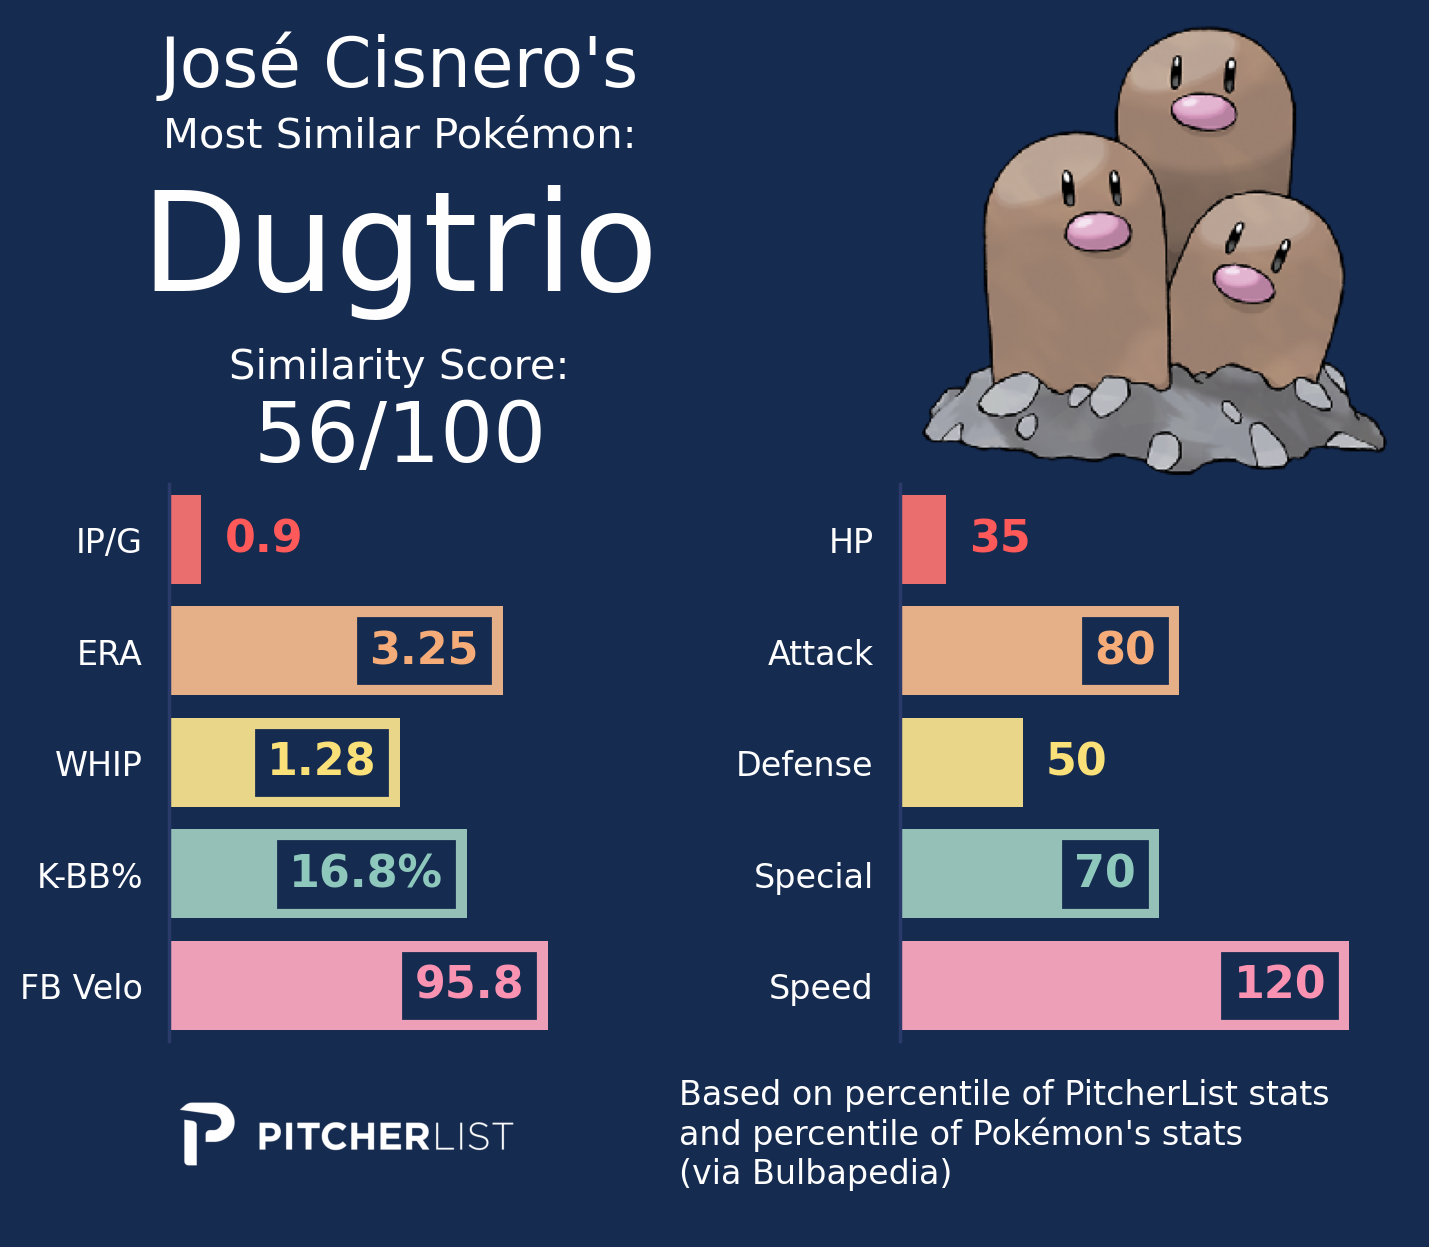 José Cisnero's
Most Similar Pokémon:
Dugtrio
Similarity Score:
56/100
IP/G 0.9
ERA 3.25
WHIP 1.28
K-BB% 16.8%
FB Velo 95.8
HP 35
Attack 80
Defense 50
Special 70
Speed 120
PITCHERLIST
Based on percentile of PitcherList stats
and percentile of Pokémon's stats
(via Bulbapedia)